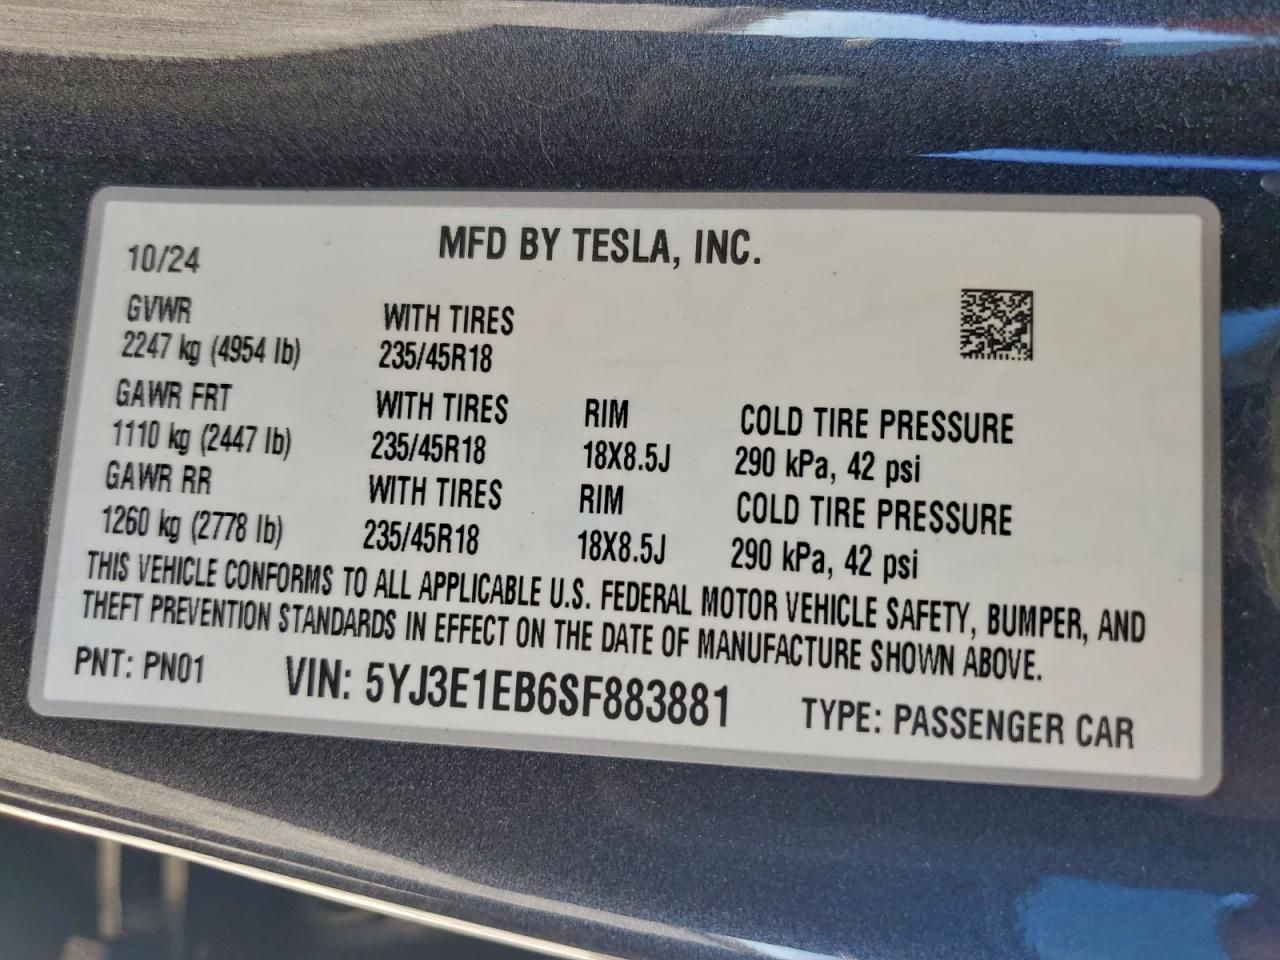 MFD BY TESLA, INC.
10/24
GVWR
2247 kg (4954 lb)
WITH TIRES
235/45R18
GAWR FRT
1110 kg (2447 lb)
WITH TIRES
235/45R18
RIM
18X8.5J
COLD TIRE PRESSURE
290 kPa, 42 psi
GAWR RR
1260 kg (2778 lb)
WITH TIRES
235/45R18
RIM
18X8.5J
COLD TIRE PRESSURE
290 kPa, 42 psi
THIS VEHICLE CONFORMS TO ALL APPLICABLE U.S. FEDERAL MOTOR VEHICLE SAFETY, BUMPER, AND
THEFT PREVENTION STANDARDS IN EFFECT ON THE DATE OF MANUFACTURE SHOWN ABOVE.
PNT: PN01 VIN: 5YJ3E1EB6SF883881 TYPE: PASSENGER CAR